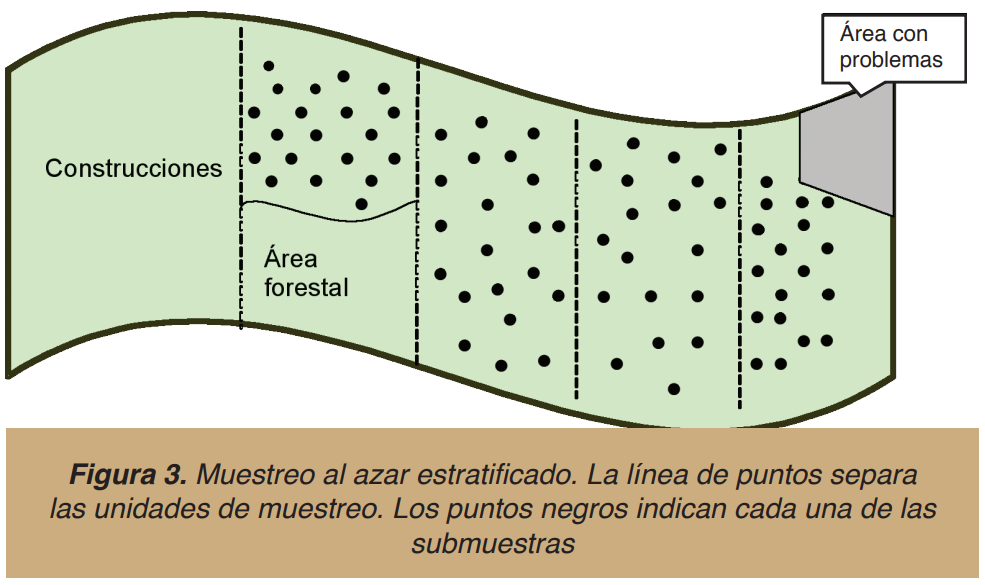 Área con
problemas
Construcciones
Área
forestal
Figura 3. Muestreo al azar estratificado. La línea de puntos separa
las unidades de muestreo. Los puntos negros indican cada una de las
submuestras